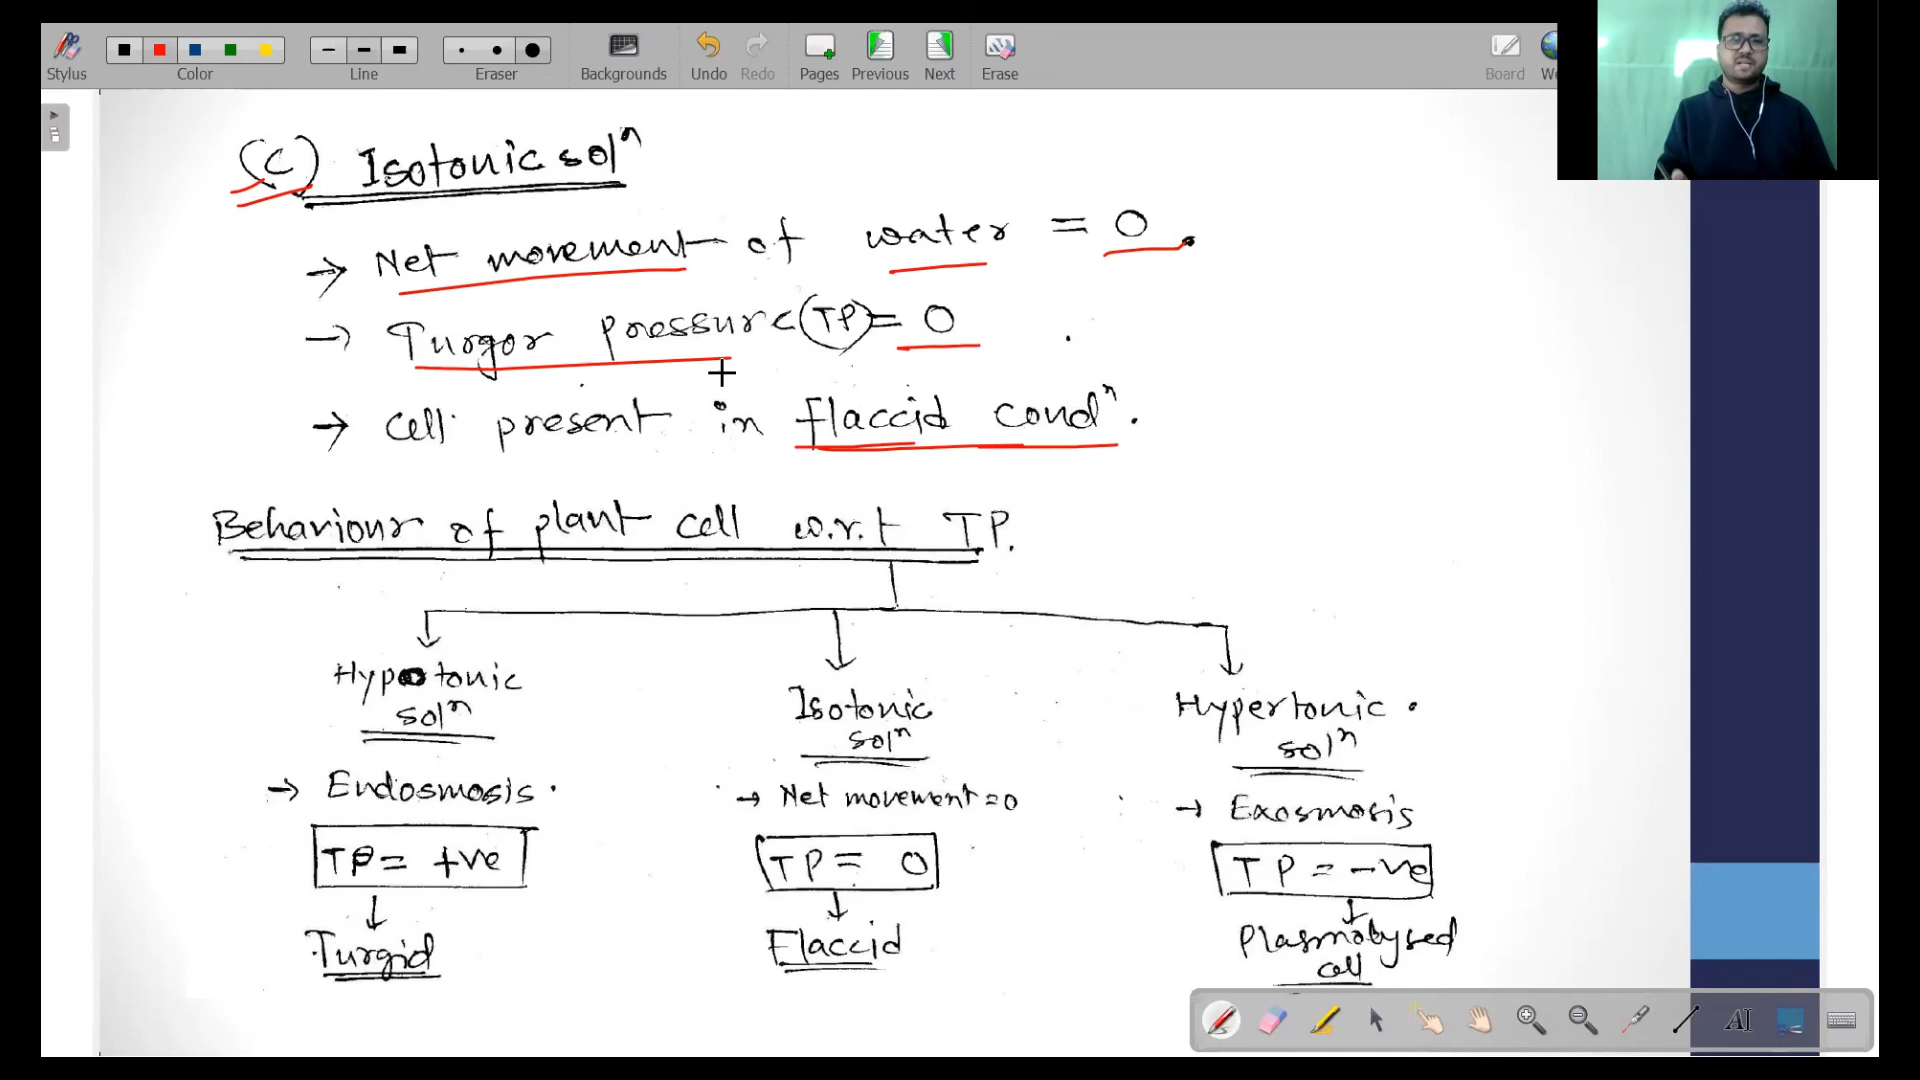 Stylus Color Line Eraser Backgrounds Undo Redo Pages Previous Next Erase Board
(C) Isotonic solⁿ
→ Net movement of water = 0.
→ Turgor pressure (TP) = 0
→ Cell present in flaccid condⁿ.
Behaviour of plant cell w.r.t T.P.
Hypotonic solⁿ
→ Endosmosis
TP = +ve
↓
Turgid
Isotonic solⁿ
→ Net movement = 0
TP = 0
↓
Flaccid
Hypertonic solⁿ
→ Exosmosis
TP = -ve
↓
Plasmolysed cell
AI